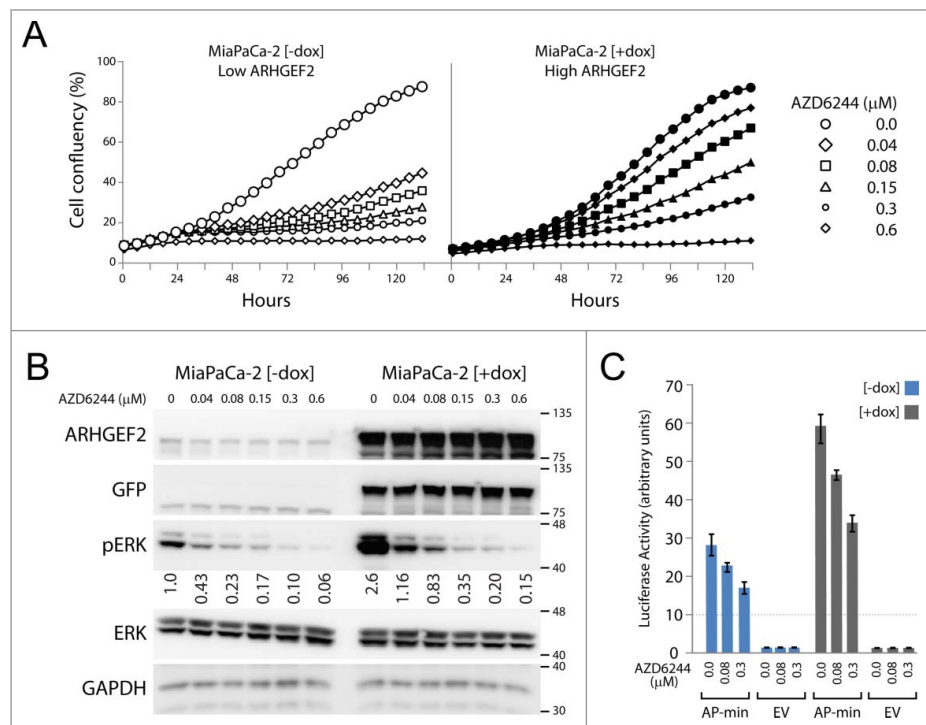 A
MiaPaCa-2 [-dox]
Low ARHGEF2
MiaPaCa-2 [+dox]
High ARHGEF2
Cell confluency (%)
100
80
60
40
20
0
0 24 48 72 96 120
Hours
0 24 48 72 96 120
Hours
AZD6244 (μM)
0.0
0.04
0.08
0.15
0.3
0.6
B
MiaPaCa-2 [-dox] MiaPaCa-2 [+dox]
AZD6244 (μM) 0 0.04 0.08 0.15 0.3 0.6 0 0.04 0.08 0.15 0.3 0.6
ARHGEF2
135
75
GFP
135
75
pERK
48
40
1.0 0.43 0.23 0.17 0.10 0.06 2.6 1.16 0.83 0.35 0.20 0.15
ERK
48
40
GAPDH
40
30
C
[-dox]
[+dox]
Luciferase Activity (arbitrary units)
70
60
50
40
30
20
10
0
AZD6244 (μM)
0.0 0.08 0.3 0.0 0.08 0.3 0.0 0.08 0.3 0.0 0.08 0.3
AP-min EV AP-min EV